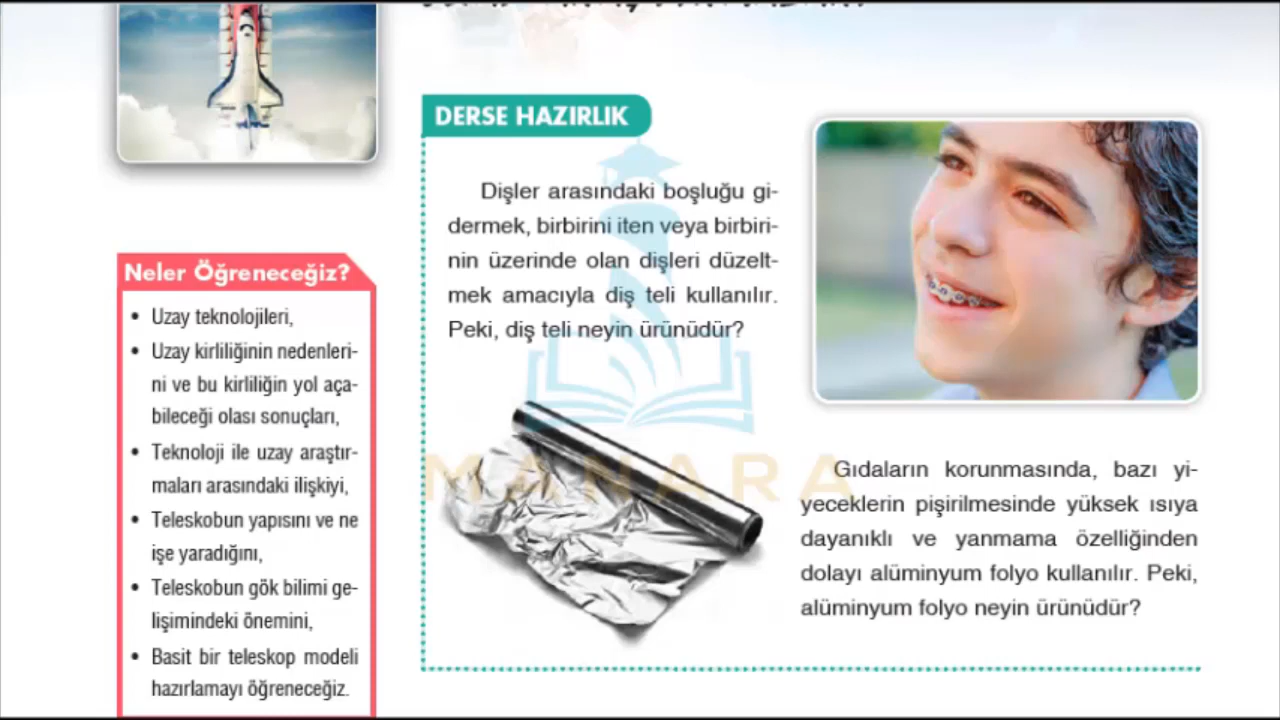 DERSE HAZIRLIK
Dişler arasındaki boşluğu gi-
dermek, birbirini iten veya birbiri-
nin üzerinde olan dişleri düzelt-
mek amacıyla diş teli kullanılır.
Peki, diş teli neyin ürünüdür?
Neler Öğreneceğiz?
• Uzay teknolojileri,
• Uzay kirliliğinin nedenleri-
ni ve bu kirliliğin yol aça-
bileceği olası sonuçları,
• Teknoloji ile uzay araştır-
maları arasındaki ilişkiyi,
• Teleskobun yapısını ve ne
işe yaradığını,
• Teleskobun gök bilimi ge-
lişimindeki önemini,
• Basit bir teleskop modeli
hazırlamayı öğreneceğiz.
MANARA
Gıdaların korunmasında, bazı yi-
yeceklerin pişirilmesinde yüksek ısıya
dayanıklı ve yanmama özelliğinden
dolayı alüminyum folyo kullanılır. Peki,
alüminyum folyo neyin ürünüdür?